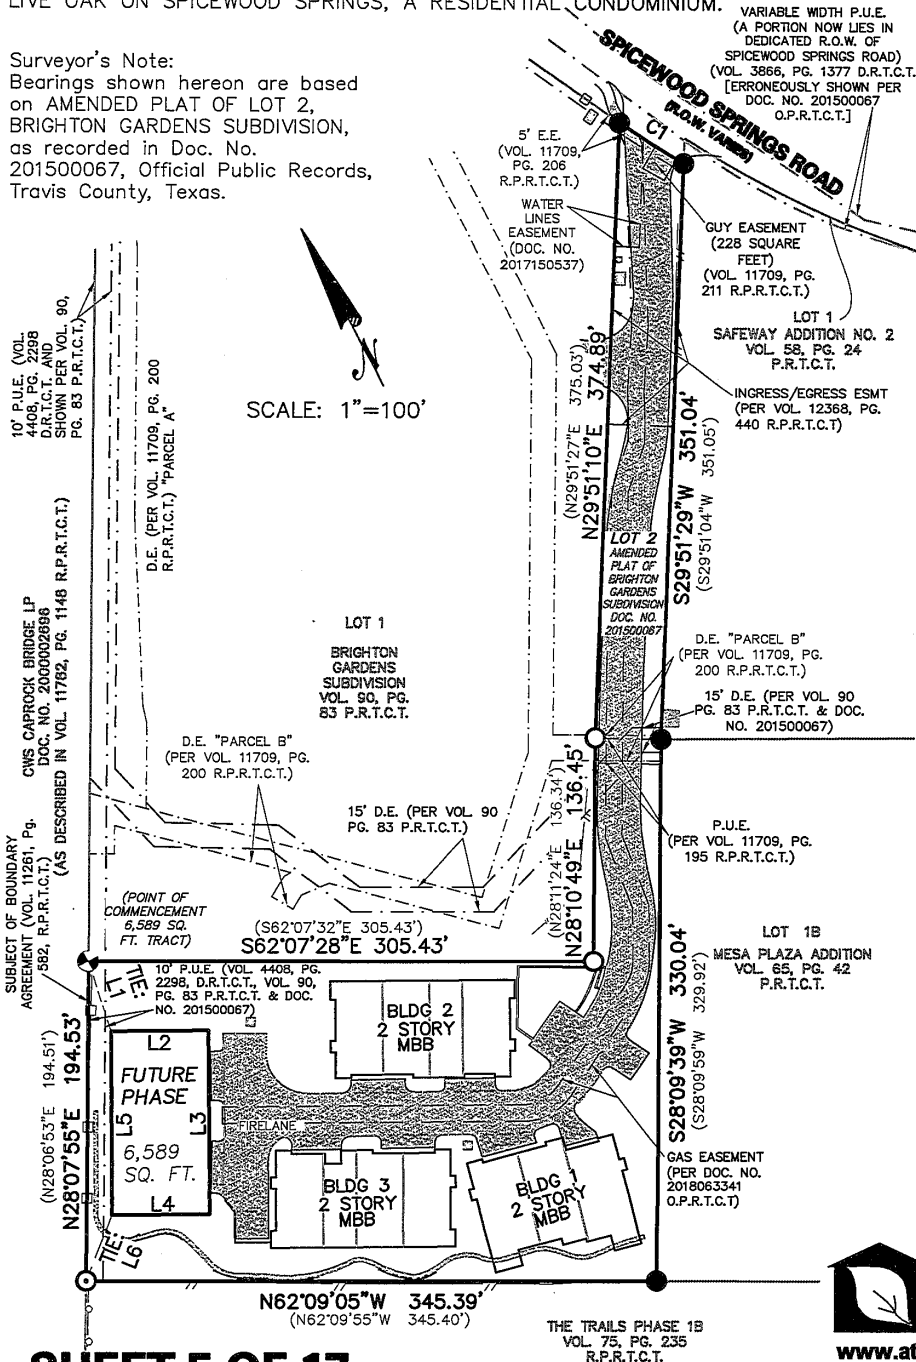 LIVE OAK ON SPICEWOOD SPRINGS, A RESIDENTIAL CONDOMINIUM.
Surveyor's Note:
Bearings shown hereon are based
on AMENDED PLAT OF LOT 2,
BRIGHTON GARDENS SUBDIVISION,
as recorded in Doc. No.
201500067, Official Public Records,
Travis County, Texas.
VARIABLE WIDTH P.U.E.
(A PORTION NOW LIES IN
DEDICATED R.O.W. OF
SPICEWOOD SPRINGS ROAD)
(VOL. 3866, PG. 1377 D.R.T.C.T.
[ERRONEOUSLY SHOWN PER
DOC. NO. 201500067
O.P.R.T.C.T.]
SPICEWOOD SPRINGS ROAD
(R.O.W. VARIES)
C1
5' E.E.
(VOL. 11709,
PG. 206
R.P.R.T.C.T.)
WATER
LINES
EASEMENT
(DOC. NO.
2017150537)
GUY EASEMENT
(228 SQUARE
FEET)
(VOL. 11709, PG.
211 R.P.R.T.C.T.)
LOT 1
SAFEWAY ADDITION NO. 2
VOL. 58, PG. 24
P.R.T.C.T.
INGRESS/EGRESS ESMT
(PER VOL. 12368, PG.
440 R.P.R.T.C.T)
N
SCALE: 1"=100'
10' P.U.E. (VOL.
4408, PG. 2298
D.R.T.C.T. AND
SHOWN PER VOL. 90,
PG. 83 P.R.T.C.T.)
D.E. (PER VOL. 11709, PG. 200
R.P.R.T.C.T.) "PARCEL A"
(N29°51'27"E 375.03')
N29°51'10"E 374.89'
S29°51'29"W 351.04'
(S29°51'04"W 351.05')
LOT 2
AMENDED
PLAT OF
BRIGHTON
GARDENS
SUBDIVISION
DOC. NO.
201500067
LOT 1
BRIGHTON
GARDENS
SUBDIVISION
VOL. 90, PG.
83 P.R.T.C.T.
CWS CAPROCK BRIDGE LP
DOC. NO. 2000002698
(AS DESCRIBED IN VOL. 11782, PG. 1148 R.P.R.T.C.T.)
D.E. "PARCEL B"
(PER VOL. 11709, PG.
200 R.P.R.T.C.T.)
15' D.E. (PER VOL. 90
PG. 83 P.R.T.C.T. & DOC.
NO. 201500067)
D.E. "PARCEL B"
(PER VOL. 11709, PG.
200 R.P.R.T.C.T.)
15' D.E. (PER VOL. 90
PG. 83 P.R.T.C.T.)
(N28°11'24"E 136.34')
N28°10'49"E 136.45'
P.U.E.
(PER VOL. 11709, PG.
195 R.P.R.T.C.T.)
SUBJECT OF BOUNDARY
AGREEMENT (VOL. 11261, Pg.
582, R.P.R.T.C.T.)
(POINT OF
COMMENCEMENT
6,589 SQ.
FT. TRACT)
(S62°07'32"E 305.43')
S62°07'28"E 305.43'
LOT 1B
MESA PLAZA ADDITION
VOL. 65, PG. 42
P.R.T.C.T.
S28°09'39"W 330.04'
(S28°09'59"W 329.92')
TIE:
L1
10' P.U.E. (VOL. 4408, PG.
2298, D.R.T.C.T., VOL. 90,
PG. 83 P.R.T.C.T. & DOC.
NO. 201500067)
(N28°06'53"E 194.51')
N28°07'55"E 194.53'
L2
FUTURE
PHASE
L5
L3
6,589
SQ. FT.
L4
BLDG 2
2 STORY
MBB
FIRELANE
BLDG 3
2 STORY
MBB
BLDG 1
2 STORY
MBB
GAS EASEMENT
(PER DOC. NO.
2018063341
O.P.R.T.C.T)
TIE:
L6
N62°09'05"W 345.39'
(N62°09'55"W 345.40')
THE TRAILS PHASE 1B
VOL. 75, PG. 235
R.P.R.T.C.T.
www.at
SHEET 5 OF 17